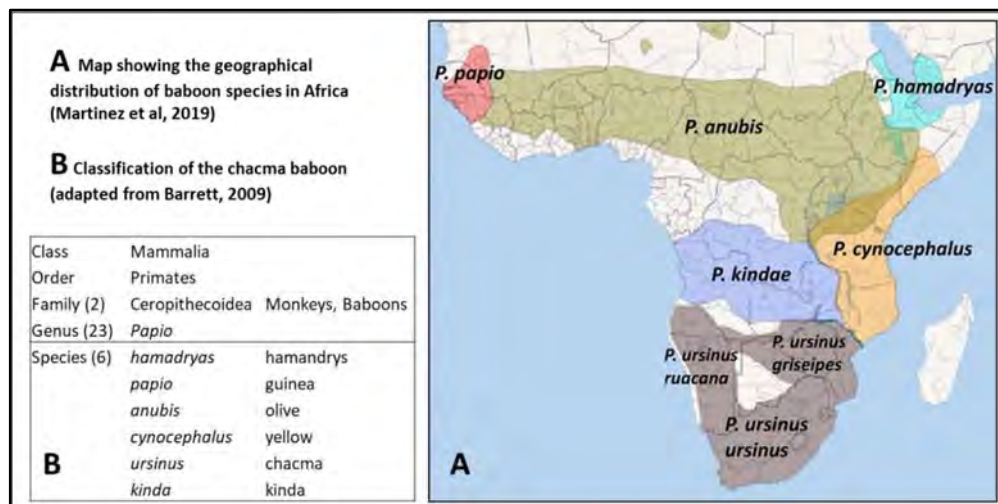 A Map showing the geographical
distribution of baboon species in Africa
(Martinez et al, 2019)
B Classification of the chacma baboon
(adapted from Barrett, 2009)
Class Mammalia
Order Primates
Family (2) Ceropithecoidea Monkeys, Baboons
Genus (23) Papio
Species (6) hamadryas hamandrys
papio guinea
anubis olive
cynocephalus yellow
ursinus chacma
kinda kinda
B
P. papio
P. hamadryas
P. anubis
P. cynocephalus
P. kindae
P. ursinus
ruacana
P. ursinus
griseipes
P. ursinus
ursinus
A